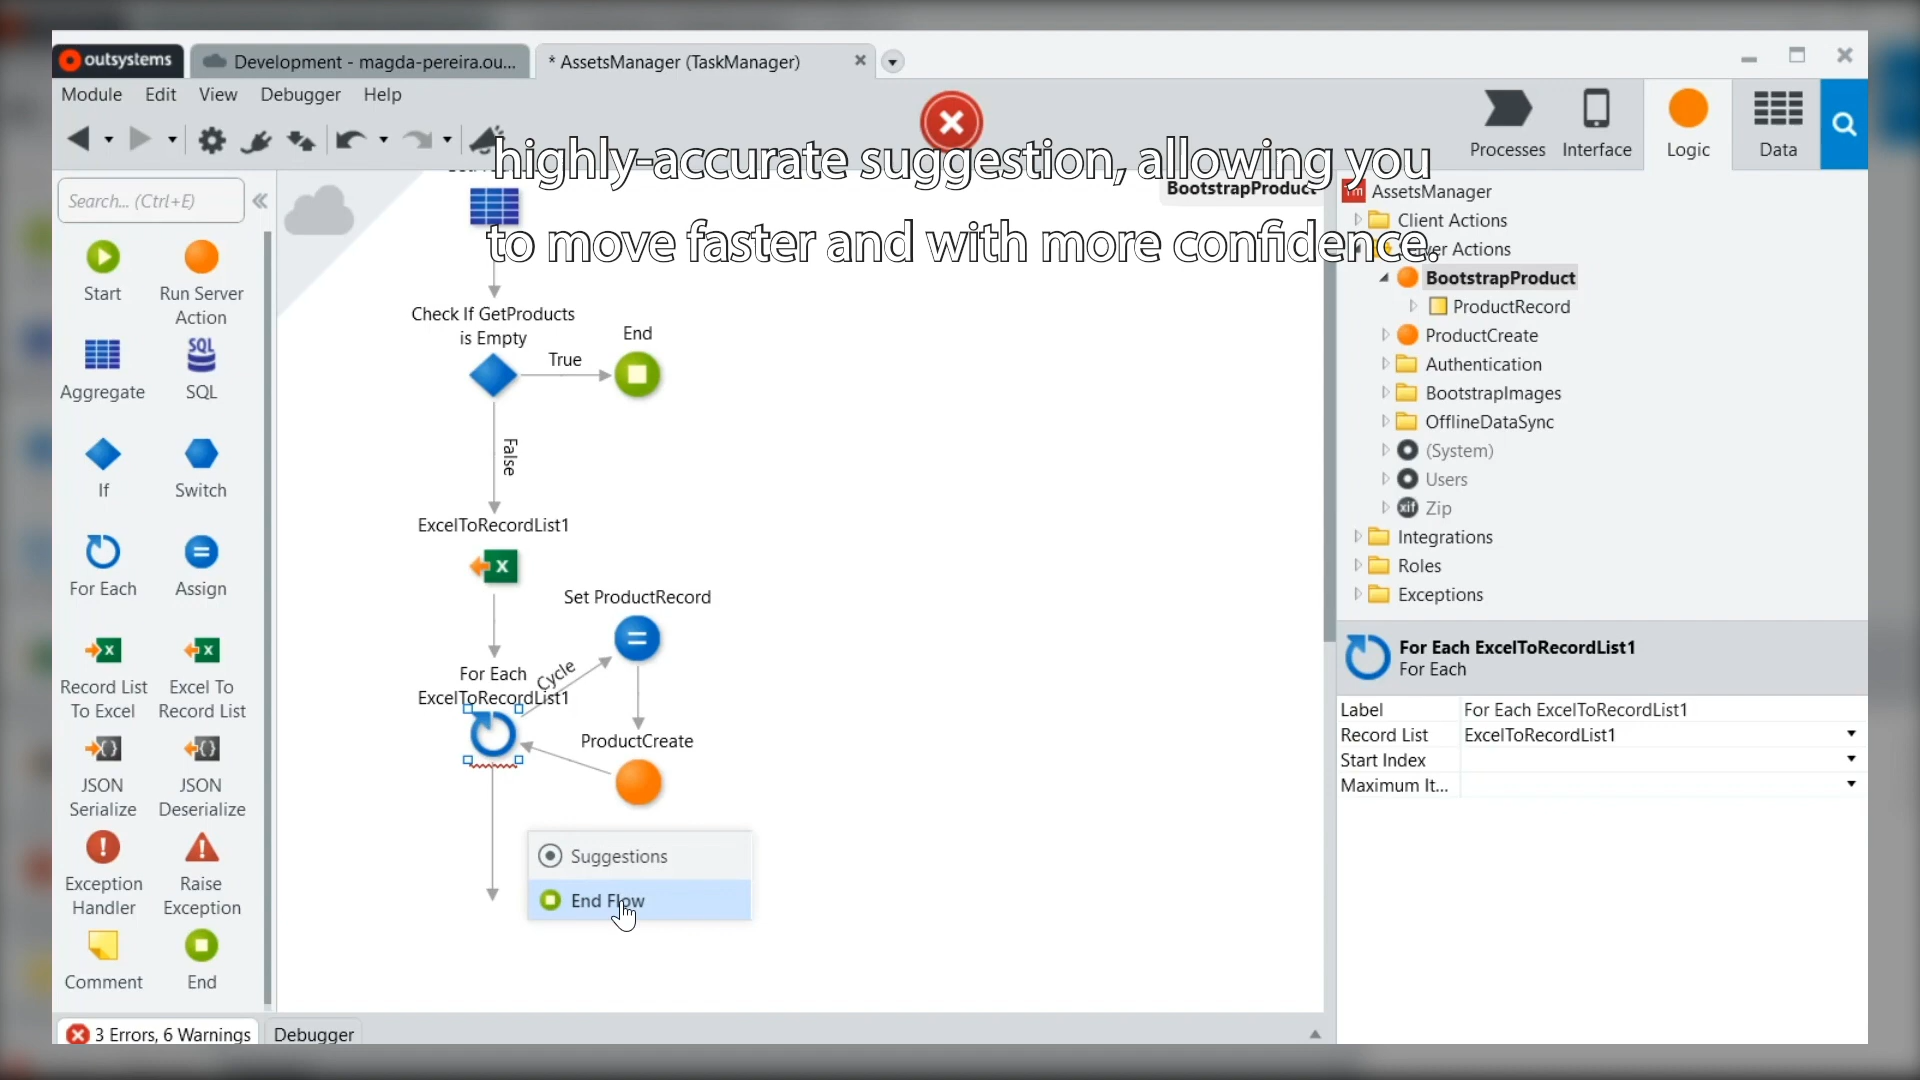 outsystems
Development - magda-pereira.ou...
* AssetsManager (TaskManager)
Module Edit View Debugger Help
Processes
Interface
Logic
Data
highly-accurate suggestion, allowing you
to move faster and with more confidence.
BootstrapProduct
Search... (Ctrl+E)
Start
Run Server
Action
Aggregate
SQL
SQL
If
Switch
For Each
Assign
Record List
To Excel
Excel To
Record List
JSON
Serialize
JSON
Deserialize
Exception
Handler
Raise
Exception
Comment
End
Check If GetProducts
is Empty
True
End
False
ExcelToRecordList1
Set ProductRecord
For Each
ExcelToRecordList1
Cycle
ProductCreate
Suggestions
End Flow
AssetsManager
Client Actions
Actions
BootstrapProduct
ProductRecord
ProductCreate
Authentication
BootstrapImages
OfflineDataSync
(System)
Users
xif Zip
Integrations
Roles
Exceptions
For Each ExcelToRecordList1
For Each
Label For Each ExcelToRecordList1
Record List ExcelToRecordList1
Start Index
Maximum It...
3 Errors, 6 Warnings
Debugger